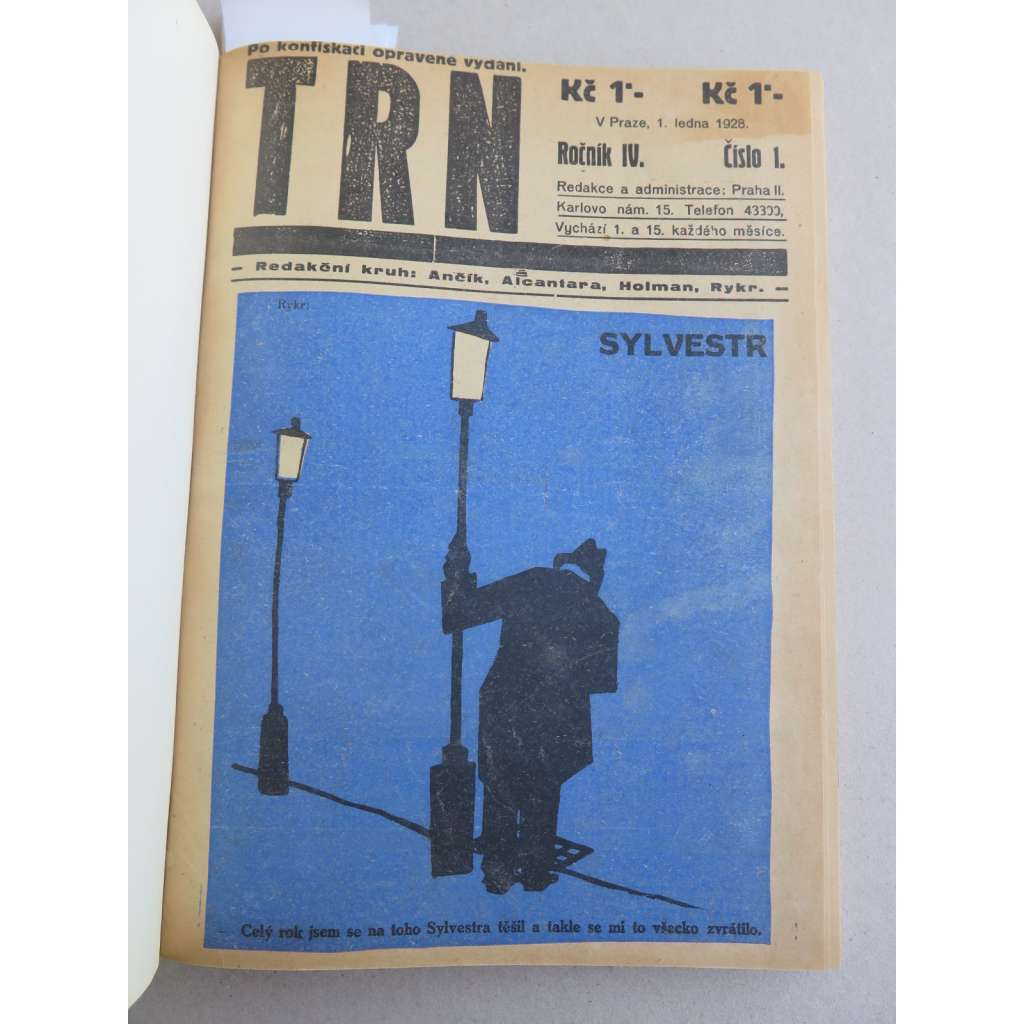 Po konfiskaci opravené vydání.
TRN
Kč 1·- Kč 1·-
V Praze, 1. ledna 1928.
Ročník IV. Číslo 1.
Redakce a administrace: Praha II.
Karlovo nám. 15. Telefon 43300,
Vychází 1. a 15. každého měsíce.
— Redakční kruh: Ančík, Alcantara, Holman, Rykr. —
Rykr:
SYLVESTR
Celý rok jsem se na toho Sylvestra těšil a takle se mi to všecko zvrátilo.